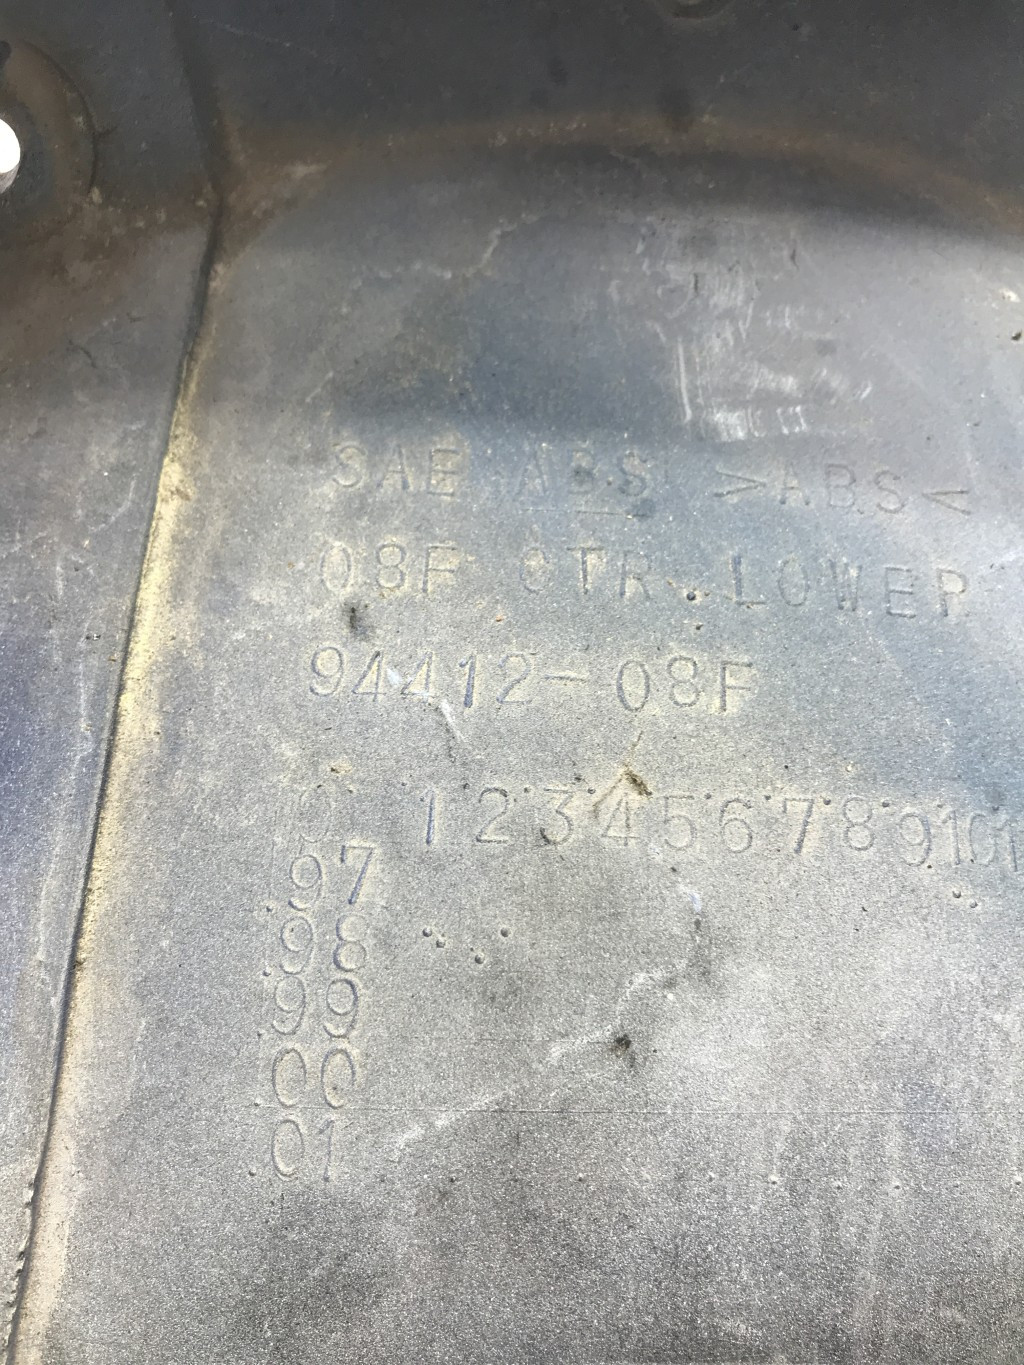 SAE ABS >ABS<
08F CTR. LOWER
94412-08F
1 2 3 4 5 6 7 8 9 10 1
.97
.98
.99
.00
.01